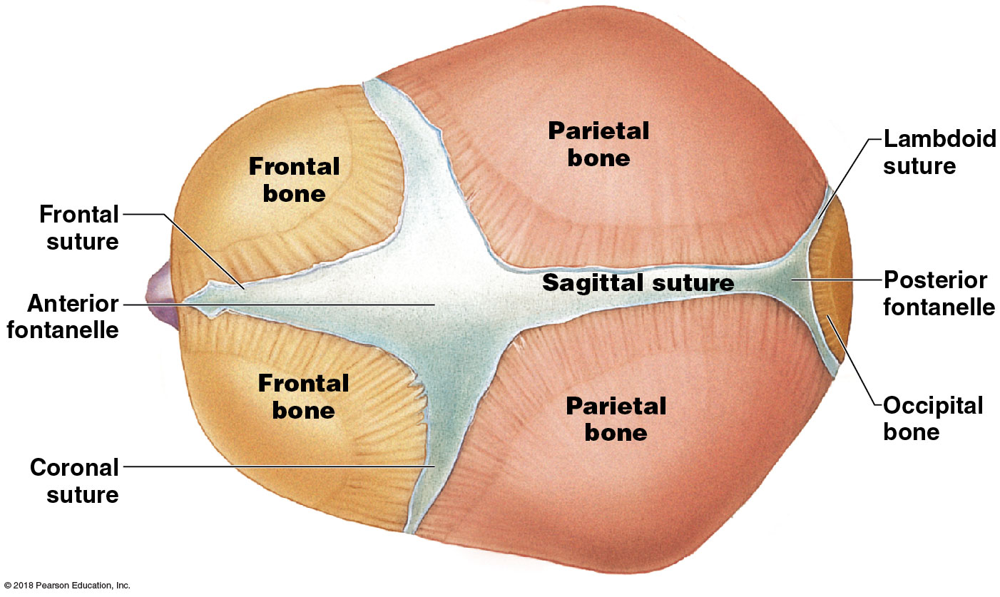 Parietal
bone
Lambdoid
suture
Frontal
bone
Frontal
suture
Sagittal suture
Posterior
fontanelle
Anterior
fontanelle
Frontal
bone
Parietal
bone
Occipital
bone
Coronal
suture
© 2018 Pearson Education, Inc.